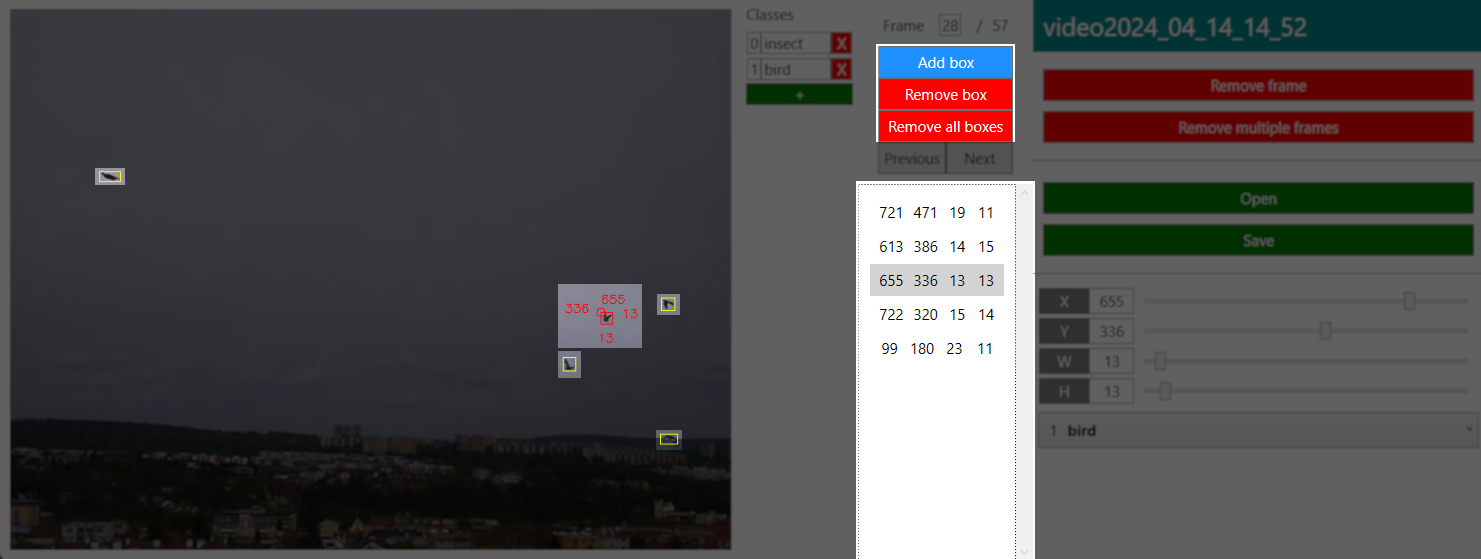 Classes
0 insect X
1 bird X
+
Frame 28 / 57
Add box
Remove box
Remove all boxes
Previous Next
721 471 19 11
613 386 14 15
655 336 13 13
722 320 15 14
99 180 23 11
video2024_04_14_14_52
Remove frame
Remove multiple frames
Open
Save
X 655
Y 336
W 13
H 13
1 bird
655
336 13
13